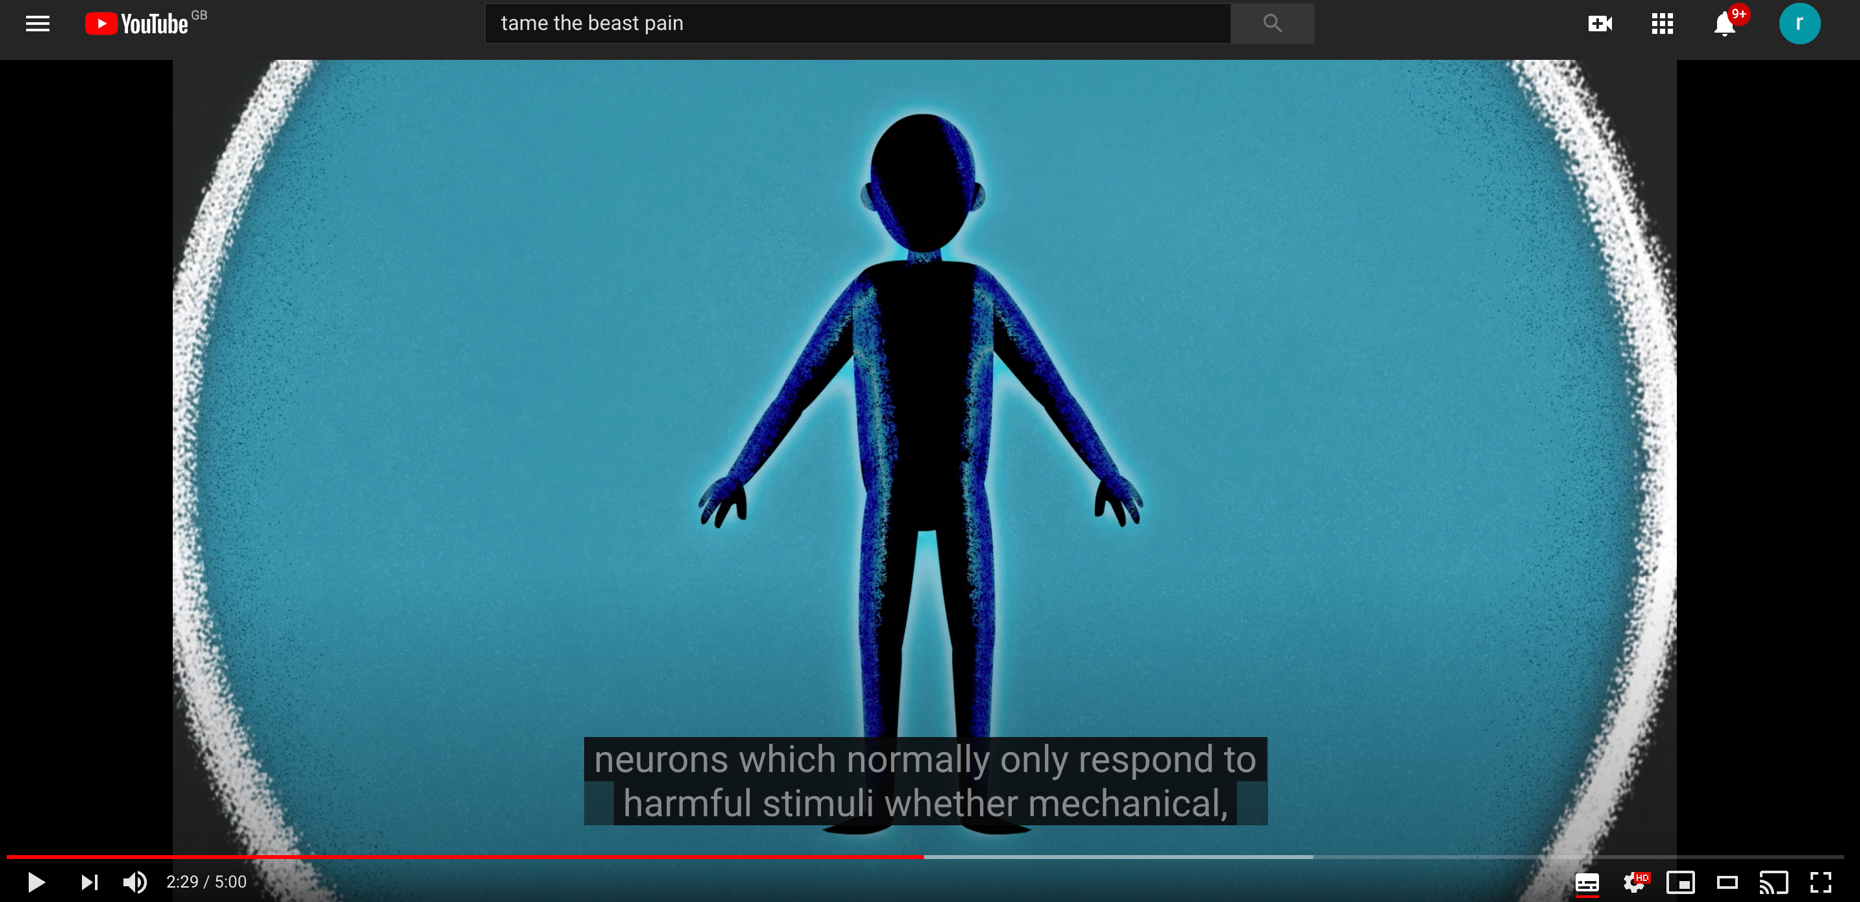 YouTube GB
tame the beast pain
9+
r
neurons which normally only respond to
harmful stimuli whether mechanical,
2:29 / 5:00
HD